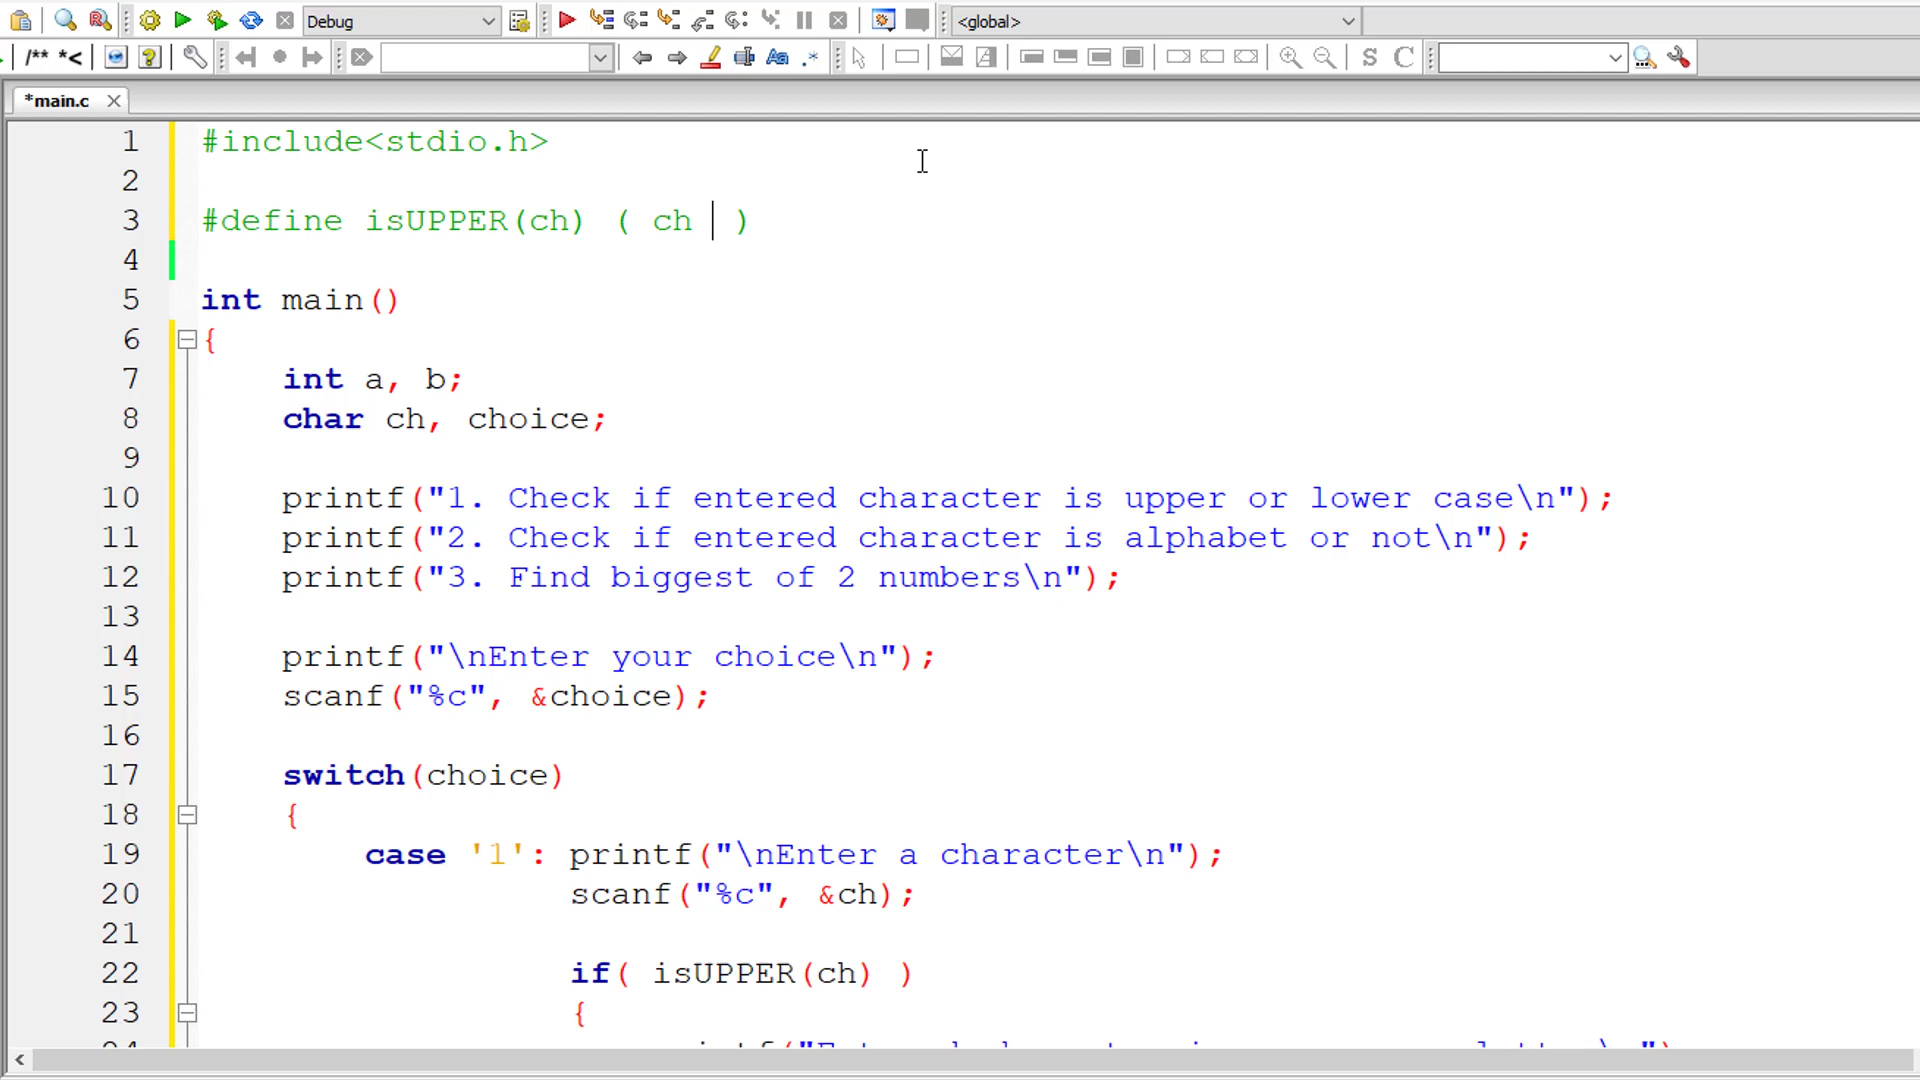 Debug
<global>
/** *<
Aa .*
S C
*main.c
1 #include<stdio.h>
2
3 #define isUPPER(ch) ( ch )
4
5 int main()
6 {
7 int a, b;
8 char ch, choice;
9
10 printf("1. Check if entered character is upper or lower case\n");
11 printf("2. Check if entered character is alphabet or not\n");
12 printf("3. Find biggest of 2 numbers\n");
13
14 printf("\nEnter your choice\n");
15 scanf("%c", &choice);
16
17 switch(choice)
18 {
19 case '1': printf("\nEnter a character\n");
20 scanf("%c", &ch);
21
22 if( isUPPER(ch) )
23 {